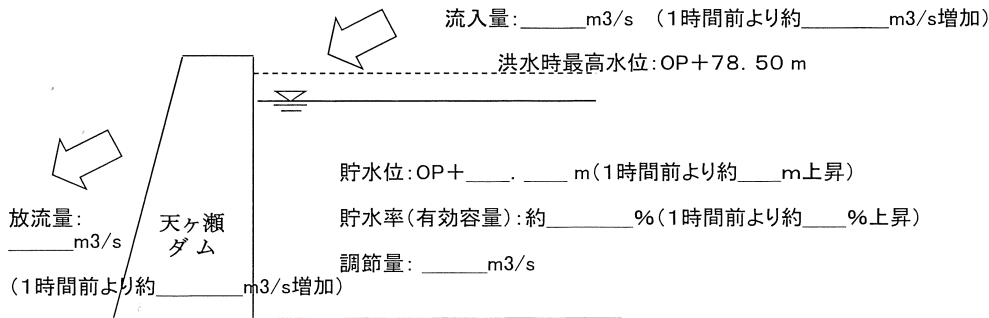 流入量:______m3/s (1時間前より約________m3/s増加)
洪水時最高水位:OP+78.50 m
貯水位:OP+____.____ m(1時間前より約____m上昇)
貯水率(有効容量):約________%(1時間前より約____%上昇)
調節量: ______m3/s
放流量:
______m3/s
(1時間前より約________m3/s増加)
天ヶ瀬
ダム